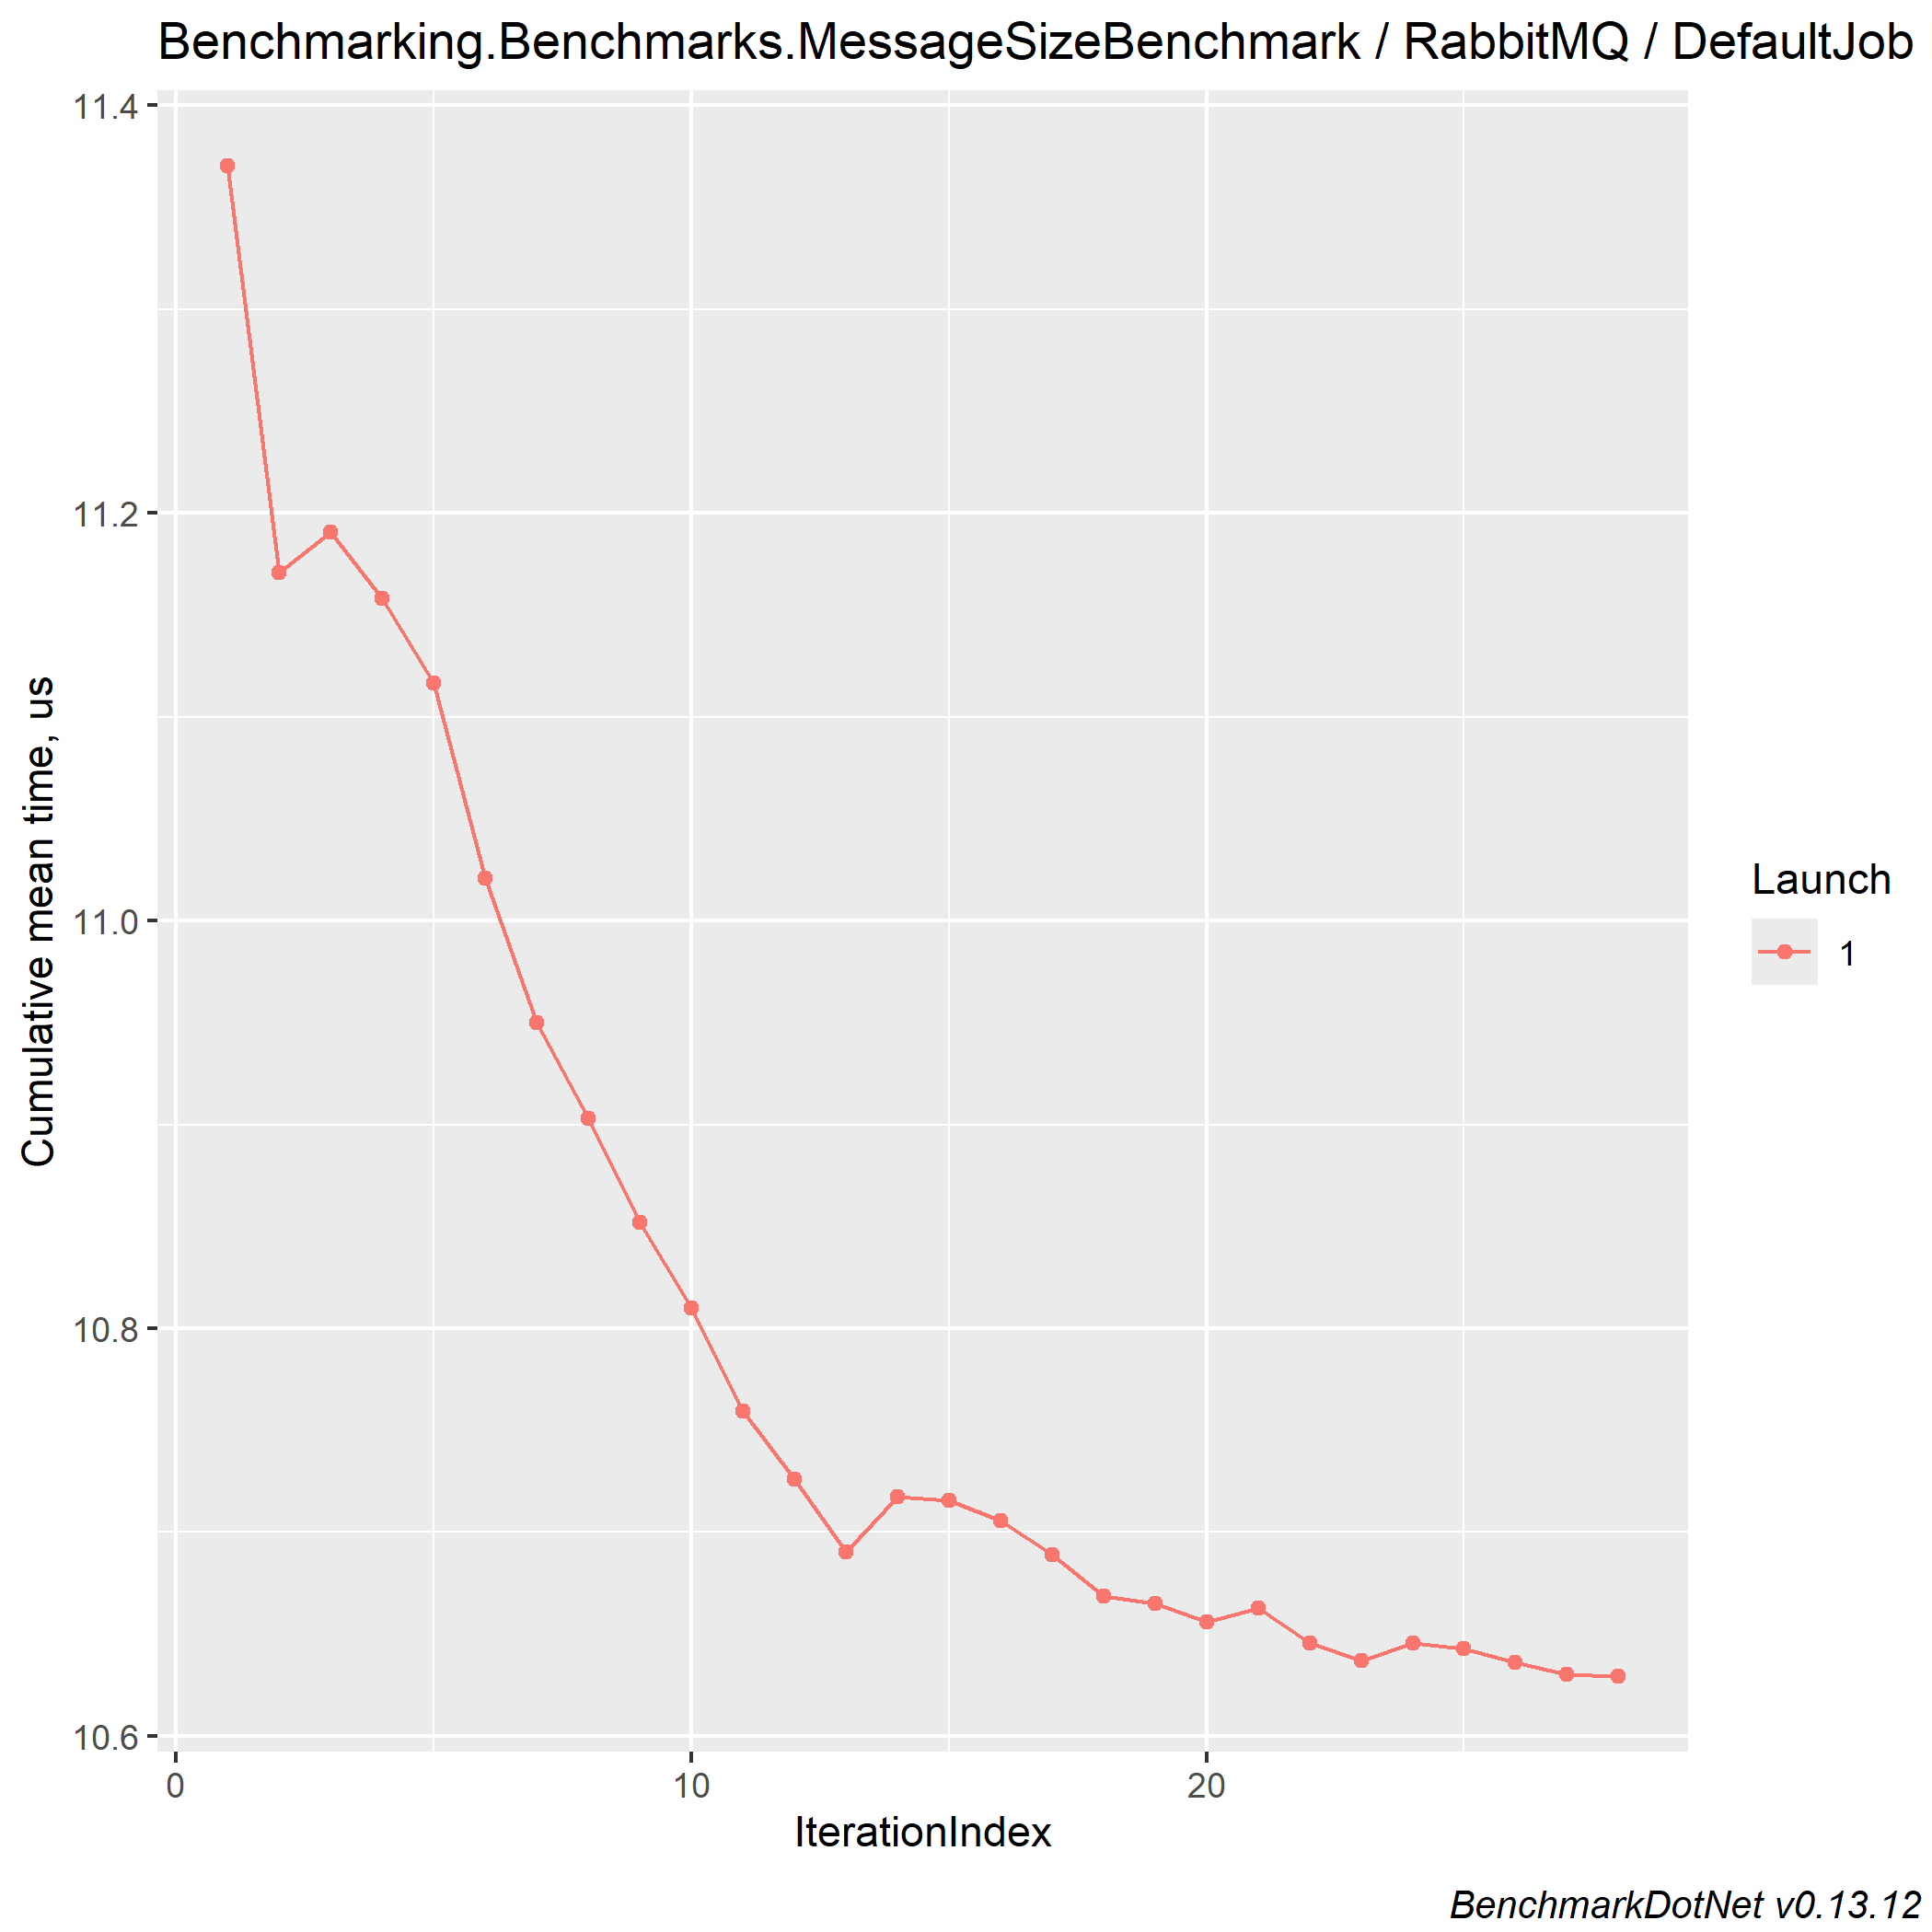 Benchmarking.Benchmarks.MessageSizeBenchmark / RabbitMQ / DefaultJob
11.4
11.2
11.0
10.8
10.6
Cumulative mean time, us
0 10 20
IterationIndex
Launch
1
BenchmarkDotNet v0.13.12